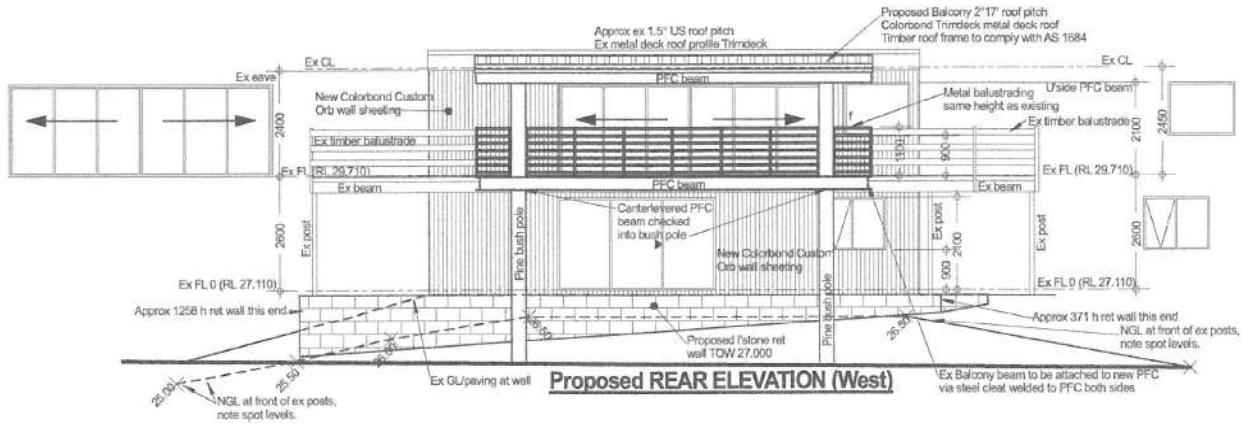 Proposed Balcony 2°17' roof pitch
Colorbond Trimdeck metal deck roof
Timber roof frame to comply with AS 1684
Approx ex 1.5° US roof pitch
Ex metal deck roof profile Trimdeck
Ex CL
Ex CL
Ex eave
PFC beam
U'side PFC beam
New Colorbond Custom
Orb wall sheeting
Metal balustrading
same height as existing
f
Ex timber balustrade
Ex timber balustrade
2400
1100
900
2100
2450
Ex FL (RL 29.710)
Ex FL (RL 29.710)
Ex beam
PFC beam
Ex beam
Canterlevered PFC
beam checked
into bush pole
Ex post
Pine bush pole
Ex post
2100
Ex post
2600
2600
New Colorbond Custom
Orb wall sheeting
900
Ex FL 0 (RL 27.110)
Ex FL 0 (RL 27.110)
Approx 1258 h ret wall this end
Approx 371 h ret wall this end
Pine bush pole
NGL at front of ex posts,
note spot levels.
26.50
26.50
26.00
25.50
25.00
Proposed l'stone ret
wall TOW 27.000
Ex GL/paving at wall
NGL at front of ex posts,
note spot levels.
Proposed REAR ELEVATION (West)
Ex Balcony beam to be attached to new PFC
via steel cleat welded to PFC both sides